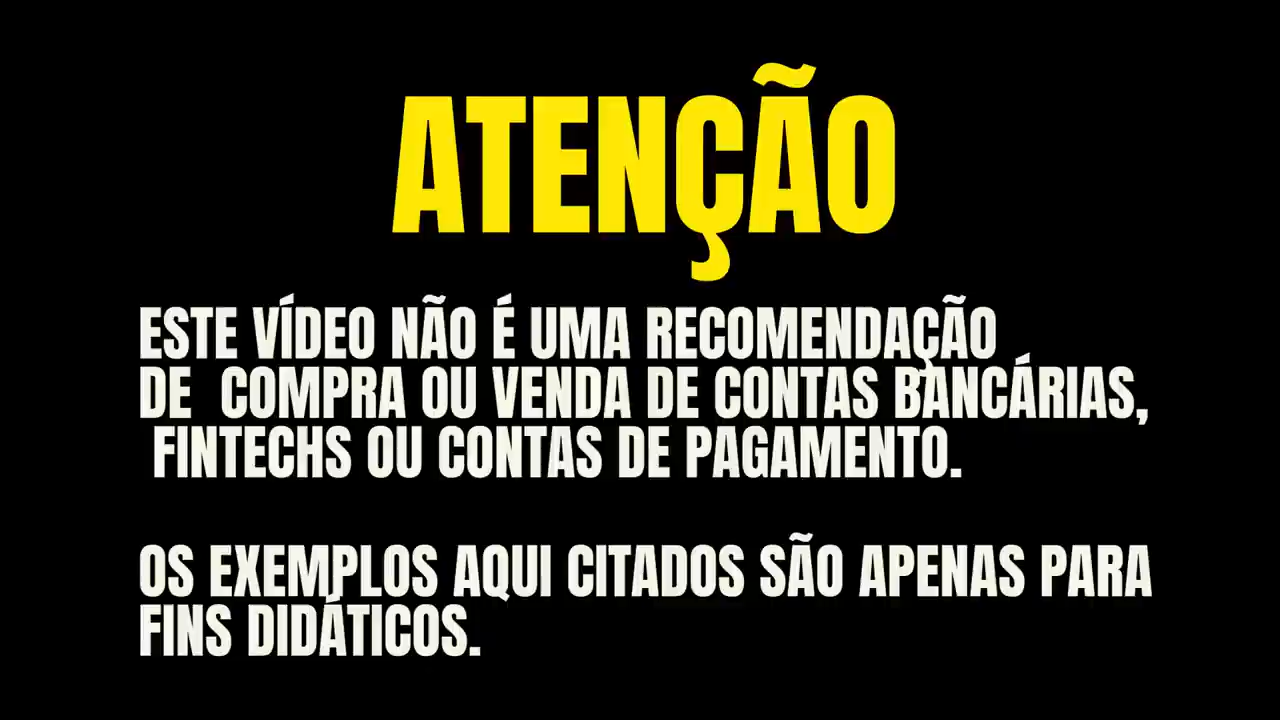 ATENÇÃO
ESTE VÍDEO NÃO É UMA RECOMENDAÇÃO
DE COMPRA OU VENDA DE CONTAS BANCÁRIAS,
FINTECHS OU CONTAS DE PAGAMENTO.
OS EXEMPLOS AQUI CITADOS SÃO APENAS PARA
FINS DIDÁTICOS.